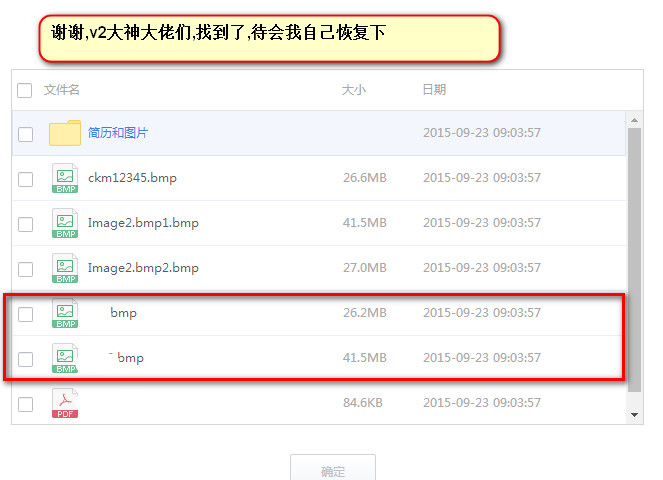 谢谢,v2大神大佬们,找到了,待会我自己恢复下
文件名 大小 日期
简历和图片 2015-09-23 09:03:57
BMP ckm12345.bmp 26.6MB 2015-09-23 09:03:57
BMP Image2.bmp1.bmp 41.5MB 2015-09-23 09:03:57
BMP Image2.bmp2.bmp 27.0MB 2015-09-23 09:03:57
BMP bmp 26.2MB 2015-09-23 09:03:57
BMP bmp 41.5MB 2015-09-23 09:03:57
PDF 84.6KB 2015-09-23 09:03:57
确定